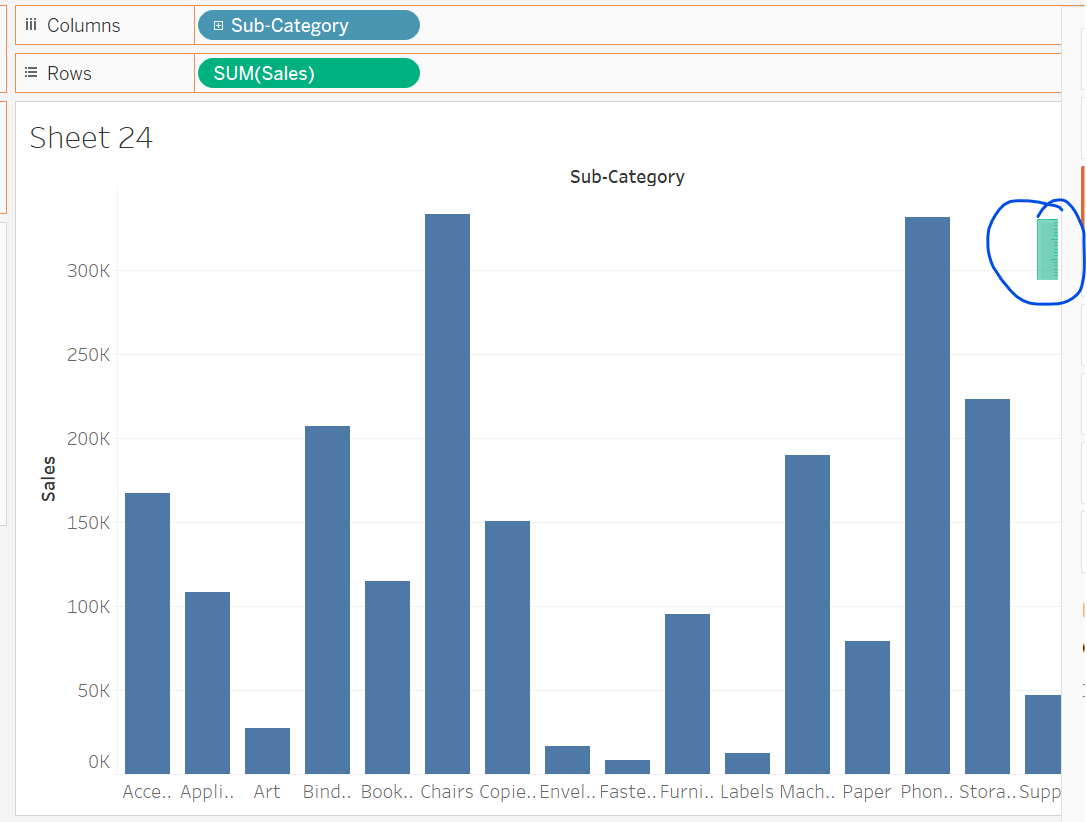 Columns
Sub-Category
Rows
SUM(Sales)
Sheet 24
Sub-Category
300K
250K
200K
150K
100K
50K
0K
Sales
Acce.. Appli.. Art Bind.. Book.. Chairs Copie.. Envel.. Faste.. Furni.. Labels Mach.. Paper Phon.. Stora.. Supp